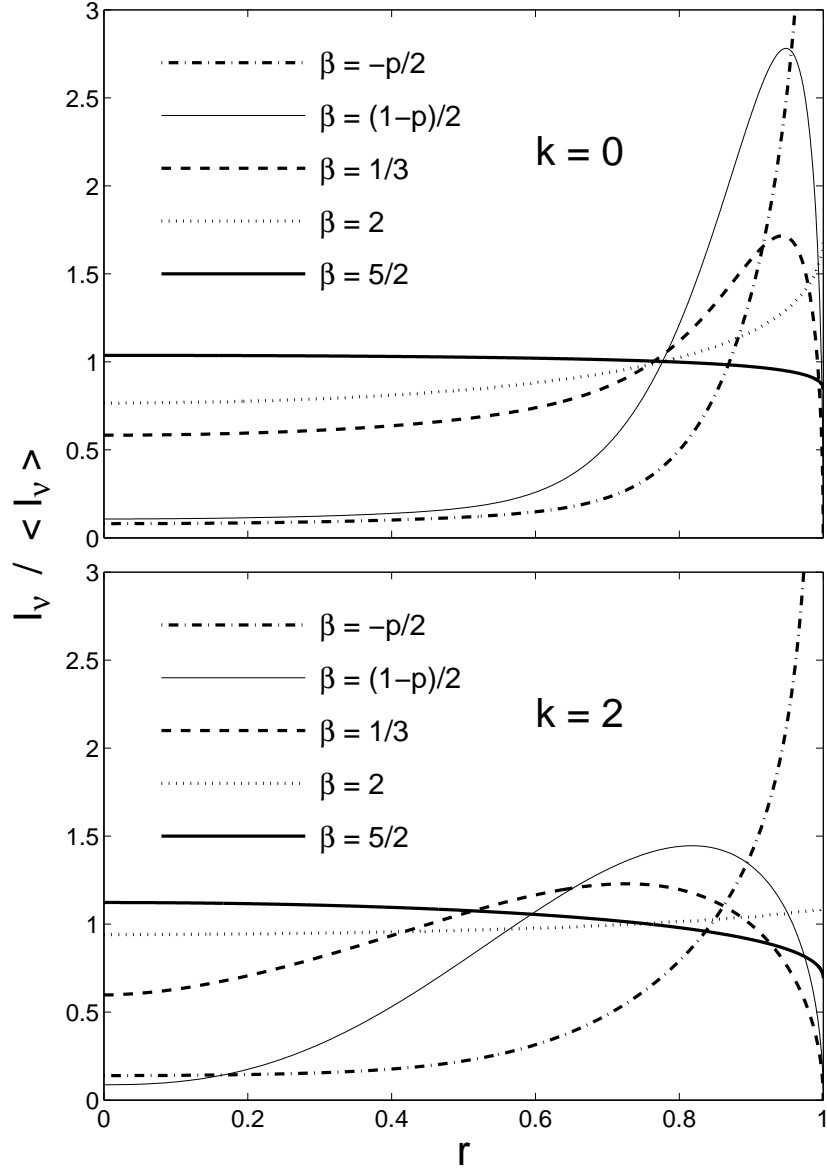 3
2.5
2
1.5
1
0.5
0
β = −p/2
β = (1−p)/2
β = 1/3
β = 2
β = 5/2
k = 0
I_ν / < I_ν >
3
2.5
2
1.5
1
0.5
0
β = −p/2
β = (1−p)/2
β = 1/3
β = 2
β = 5/2
k = 2
0 0.2 0.4 0.6 0.8 1
r